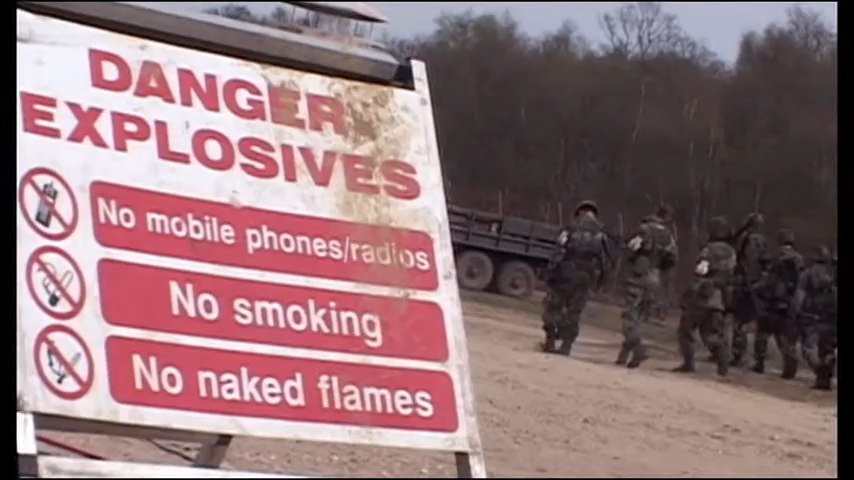 DANGER
EXPLOSIVES
No mobile phones/radios
No smoking
No naked flames